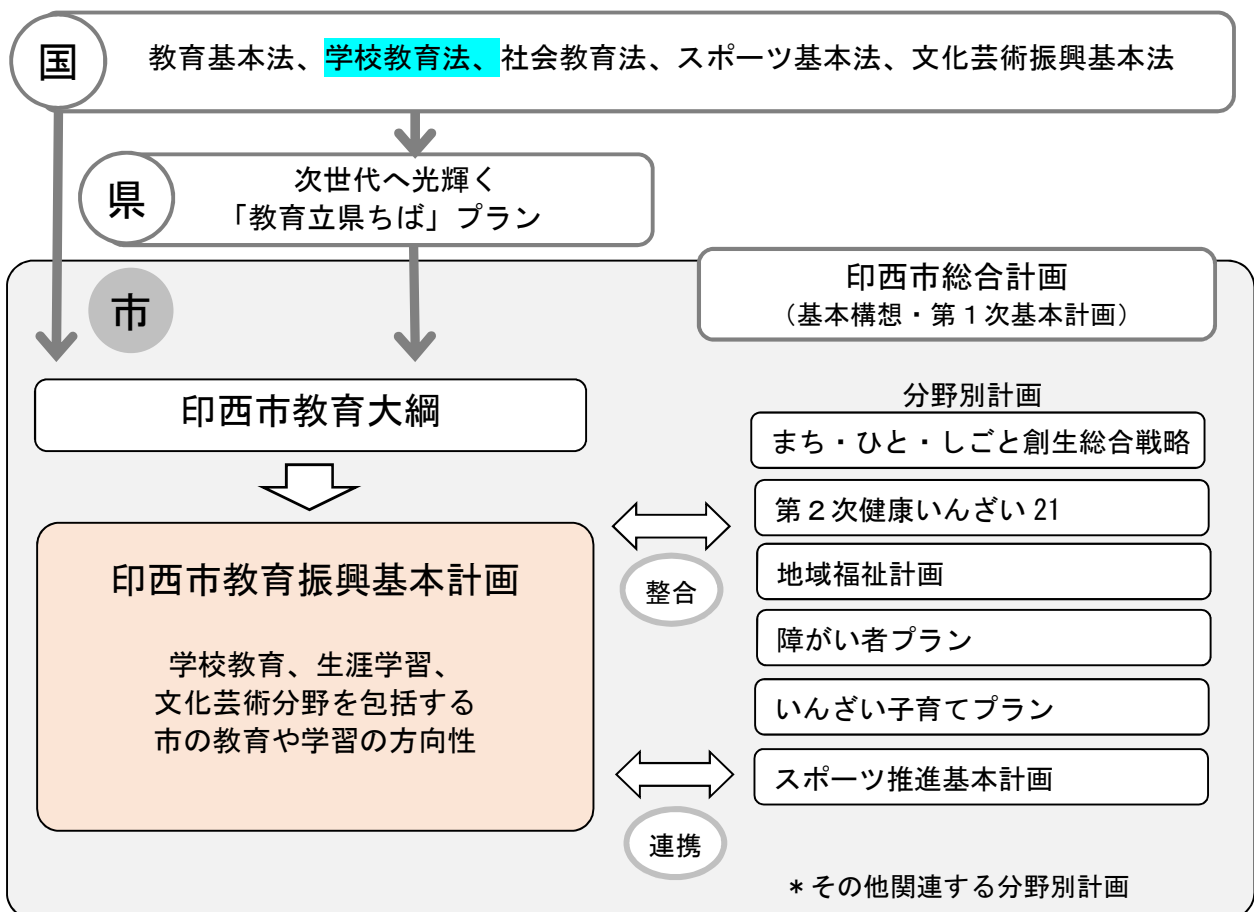 国
教育基本法、学校教育法、社会教育法、スポーツ基本法、文化芸術振興基本法
県
次世代へ光輝く
「教育立県ちば」プラン
市
印西市総合計画
（基本構想・第１次基本計画）
印西市教育大綱
印西市教育振興基本計画
学校教育、生涯学習、
文化芸術分野を包括する
市の教育や学習の方向性
整合
連携
分野別計画
まち・ひと・しごと創生総合戦略
第２次健康いんざい 21
地域福祉計画
障がい者プラン
いんざい子育てプラン
スポーツ推進基本計画
＊その他関連する分野別計画